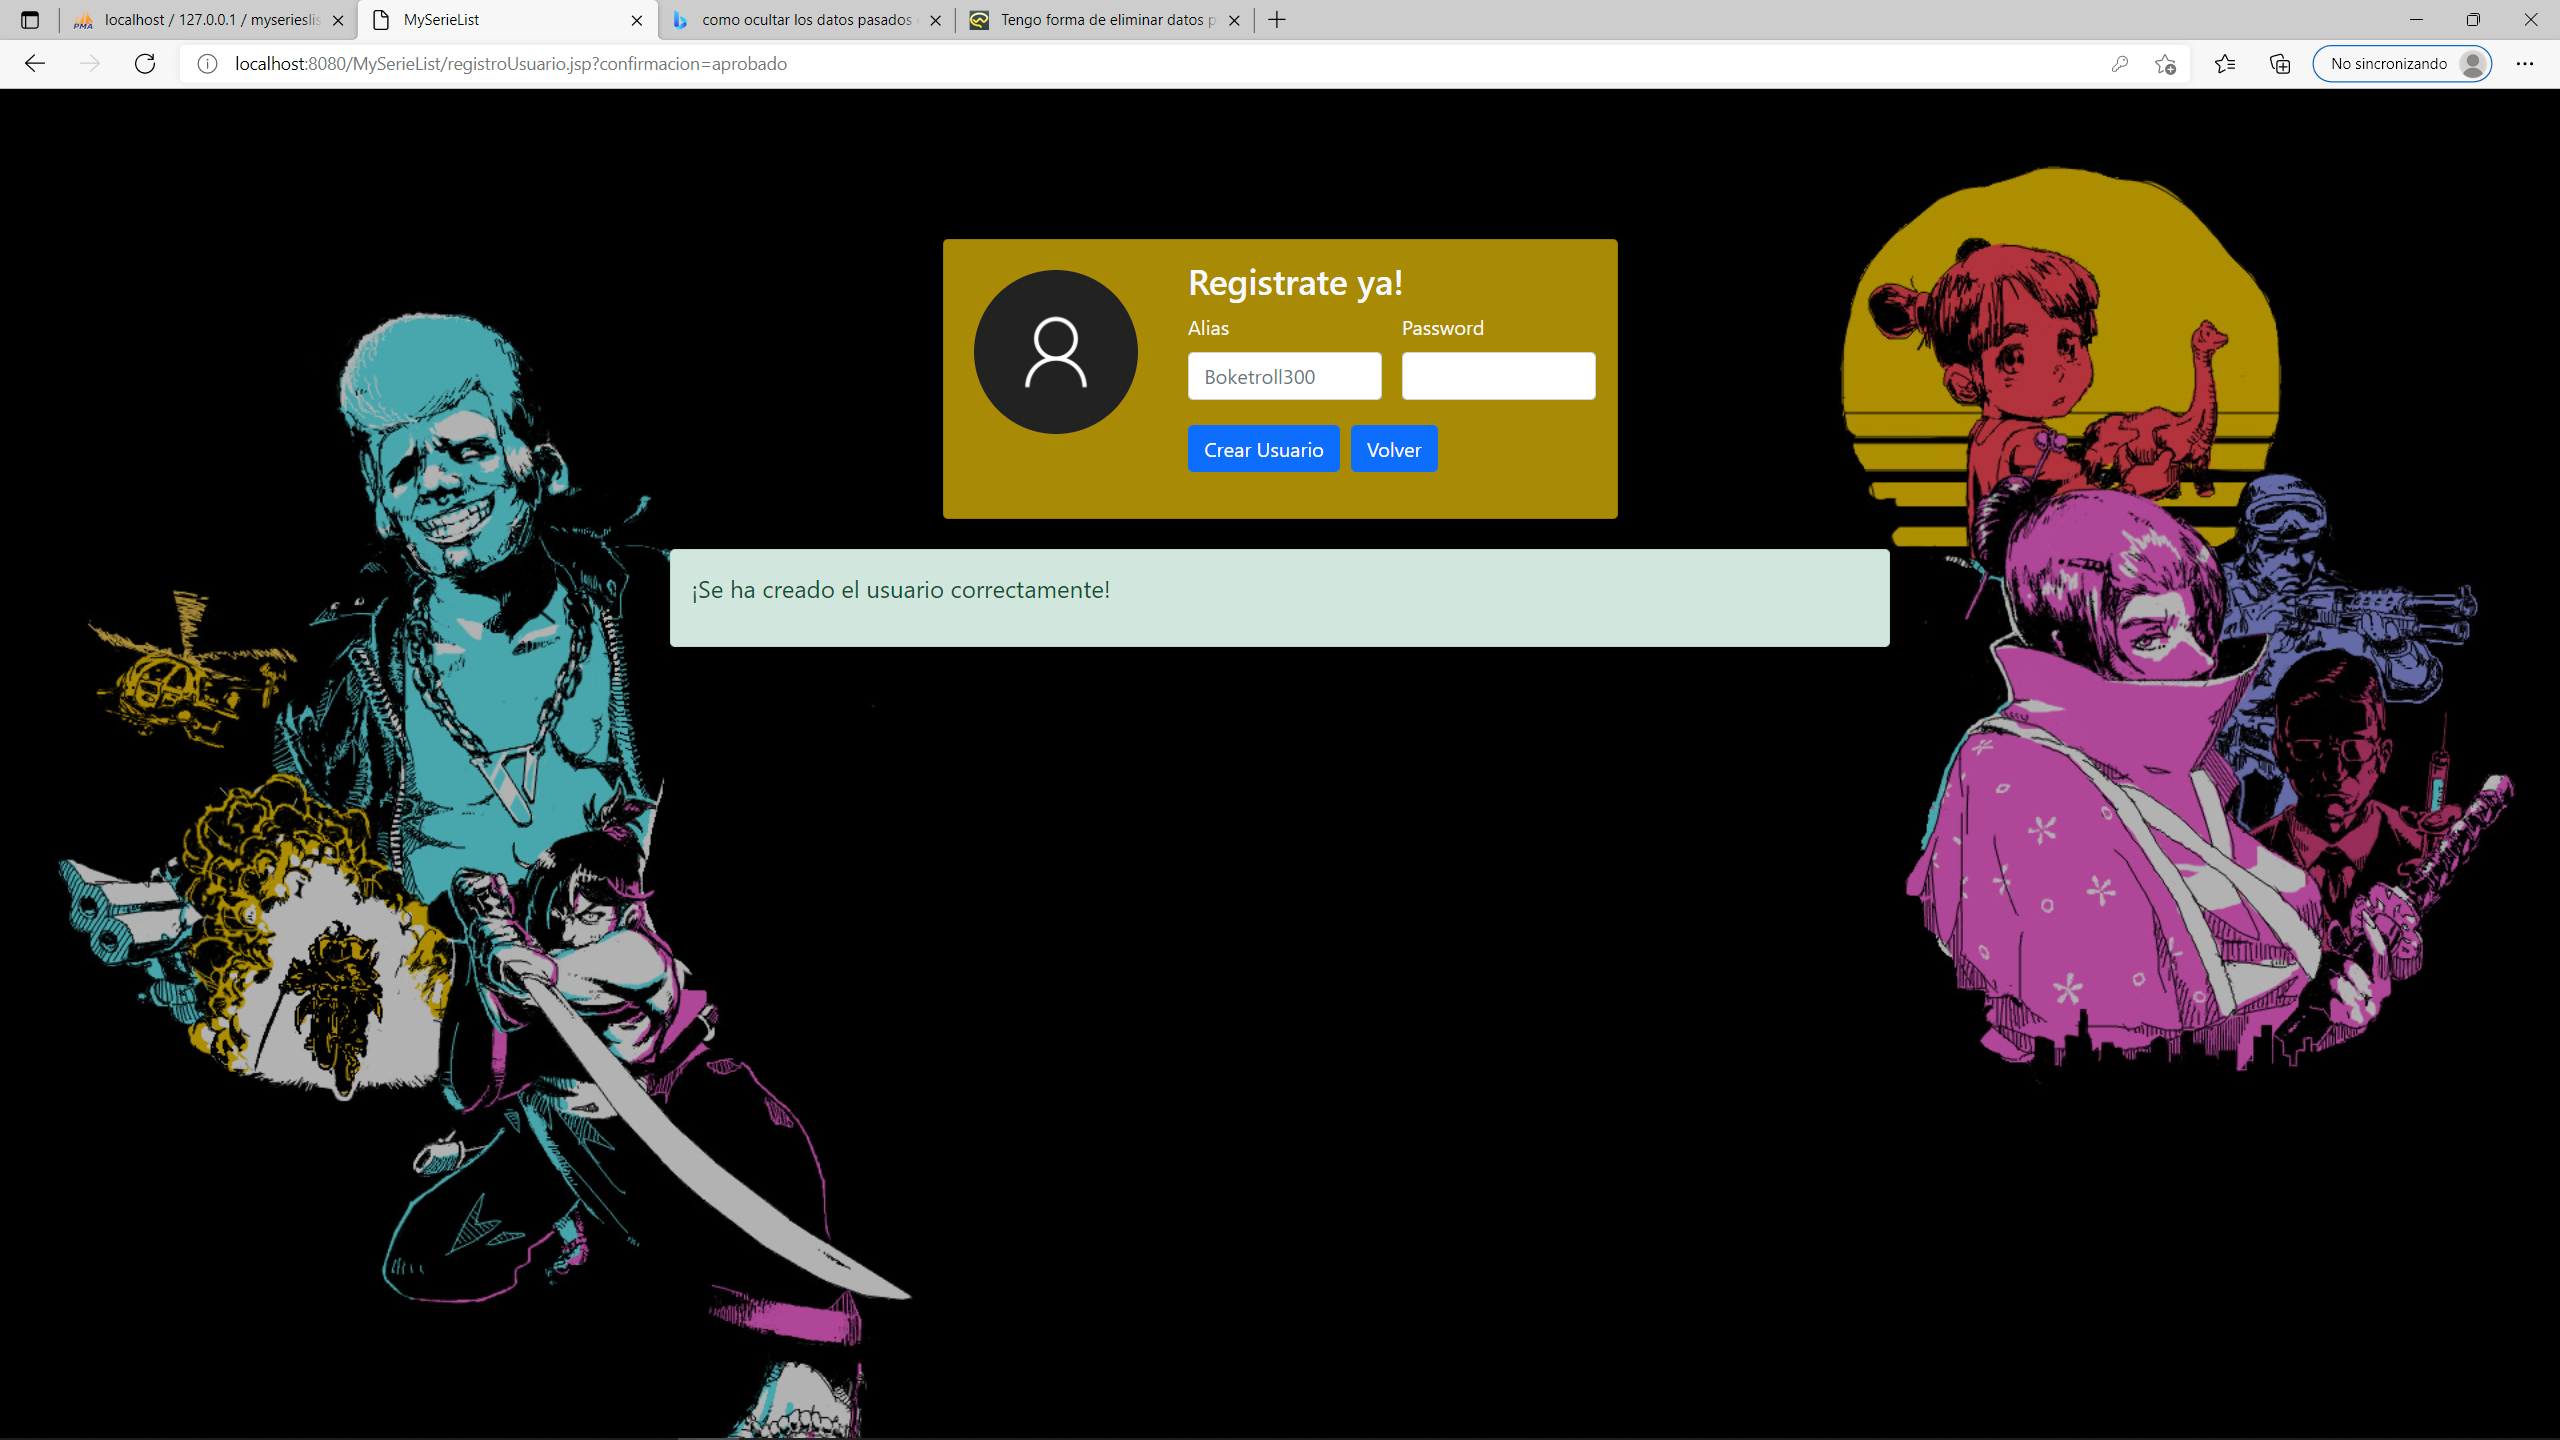 localhost / 127.0.0.1 / myserieslis
MySerieList
como ocultar los datos pasados
Tengo forma de eliminar datos p
localhost:8080/MySerieList/registroUsuario.jsp?confirmacion=aprobado
No sincronizando
Registrate ya!
Alias Password
Boketroll300
Crear Usuario Volver
¡Se ha creado el usuario correctamente!